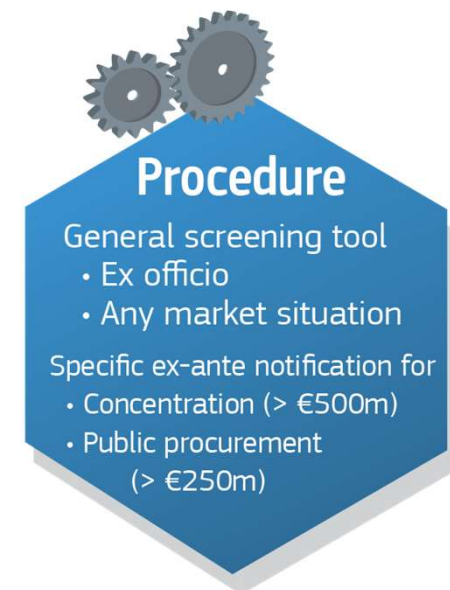 Procedure
General screening tool
• Ex officio
• Any market situation
Specific ex-ante notification for
• Concentration (> €500m)
• Public procurement
(> €250m)